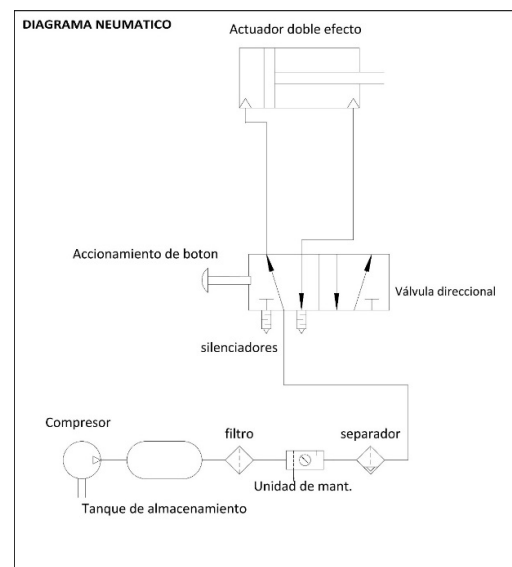 DIAGRAMA NEUMATICO
Actuador doble efecto
Accionamiento de boton
Válvula direccional
silenciadores
Compresor
filtro
separador
Unidad de mant.
Tanque de almacenamiento